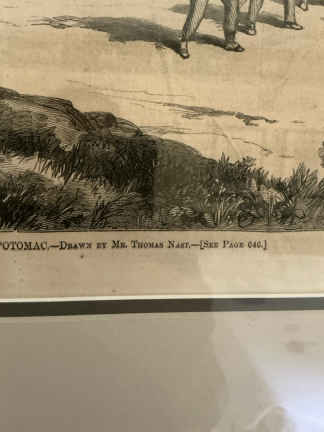 POTOMAC.—Drawn by Mr. Thomas Nast.—[See Page 646.]